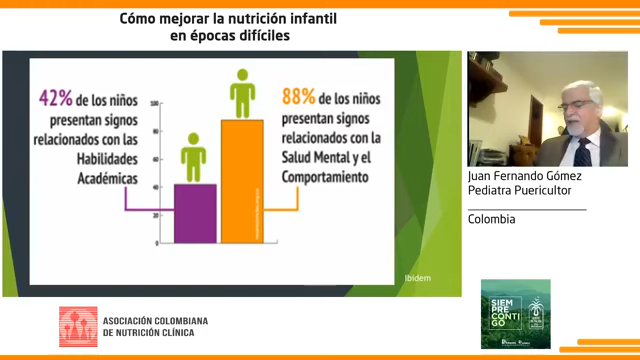 Cómo mejorar la nutrición infantil
en épocas difíciles
42% de los niños
presentan signos
relacionados con las
Habilidades
Académicas
100
80
60
40
20
0
88% de los niños
presentan signos
relacionados con la
Salud Mental y el
Comportamiento
Ibidem
Juan Fernando Gómez
Pediatra Puericultor
Colombia
SIEM
PRE
CONTI
GO
ASOCIACIÓN COLOMBIANA
DE NUTRICIÓN CLÍNICA